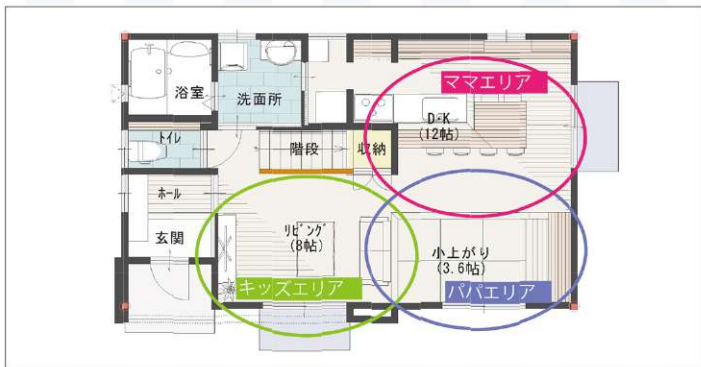 浴室
洗面所
ママエリア
D·K
(12帖)
トイレ
階段
収納
ホール
玄関
リビング
(8帖)
キッズエリア
小上がり
(3.6帖)
パパエリア